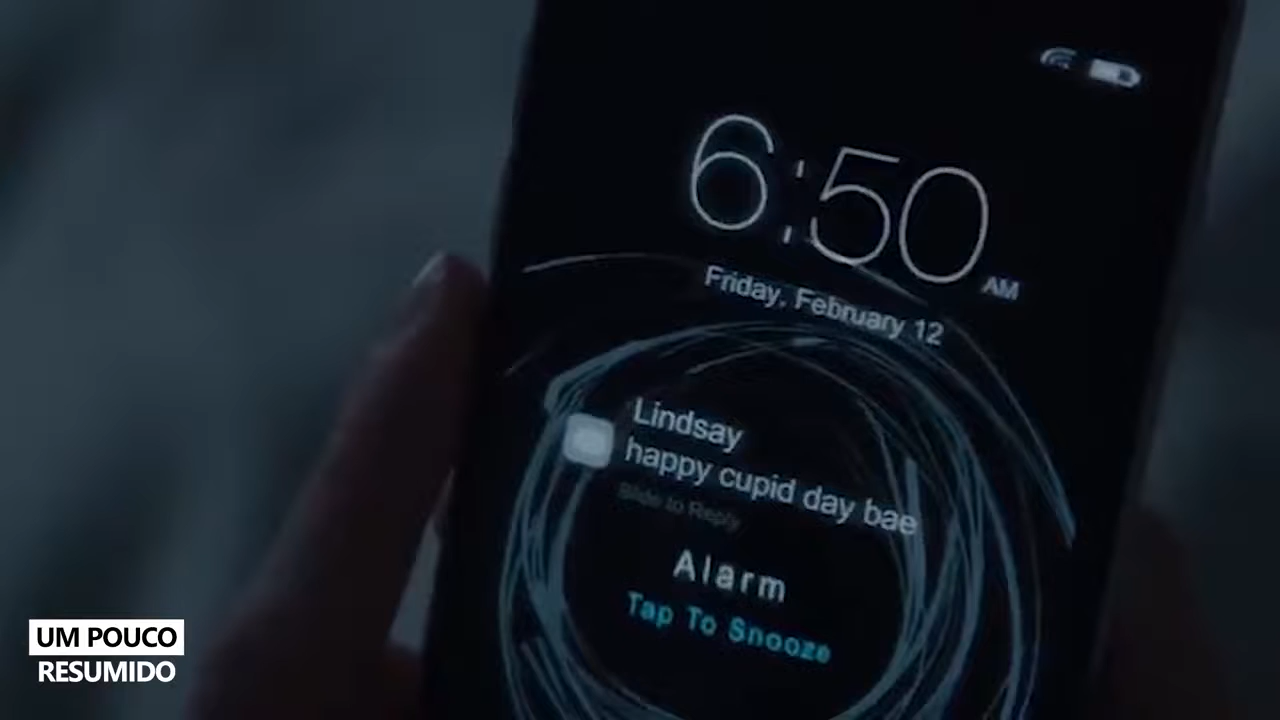 6:50 AM
Friday, February 12
Lindsay
happy cupid day bae
Slide to Reply
Alarm
Tap To Snooze
UM POUCO
RESUMIDO